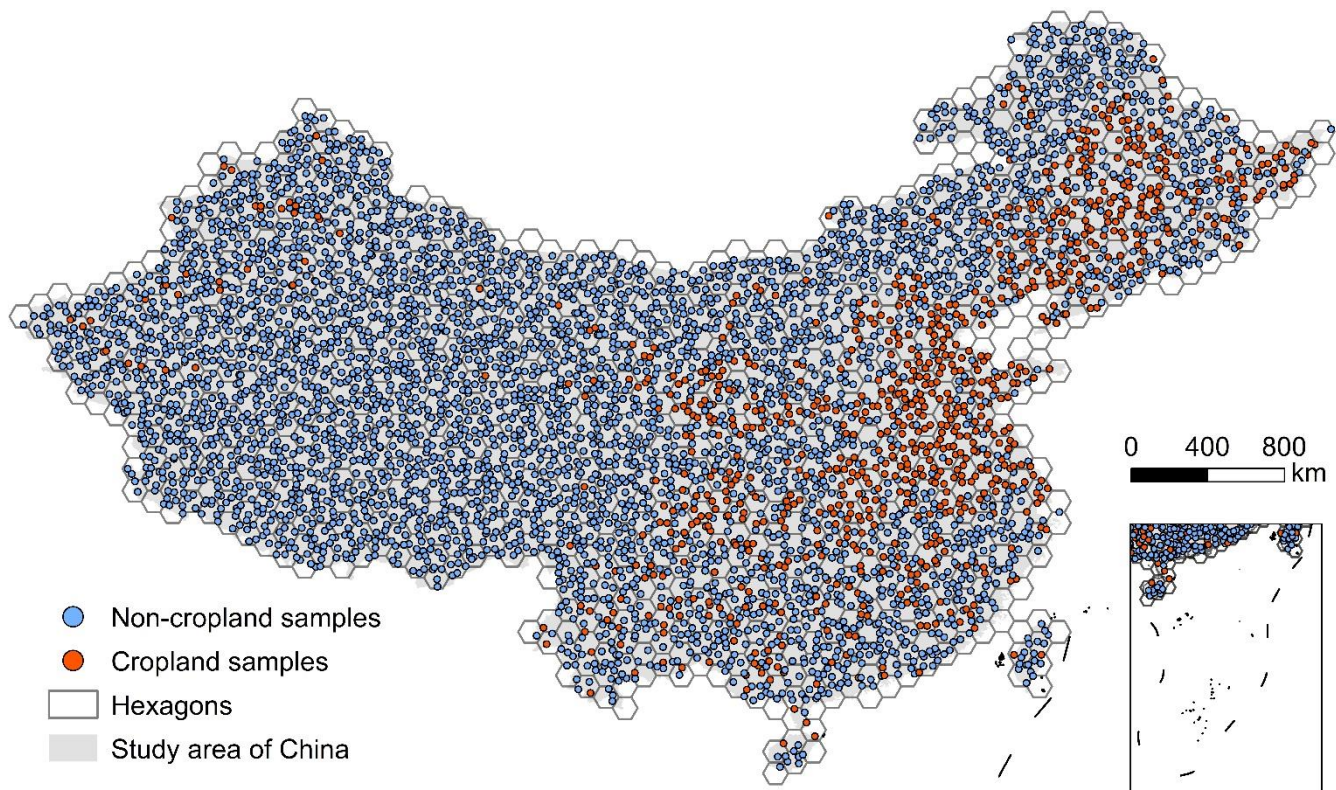 0 400 800
km
Non-cropland samples
Cropland samples
Hexagons
Study area of China